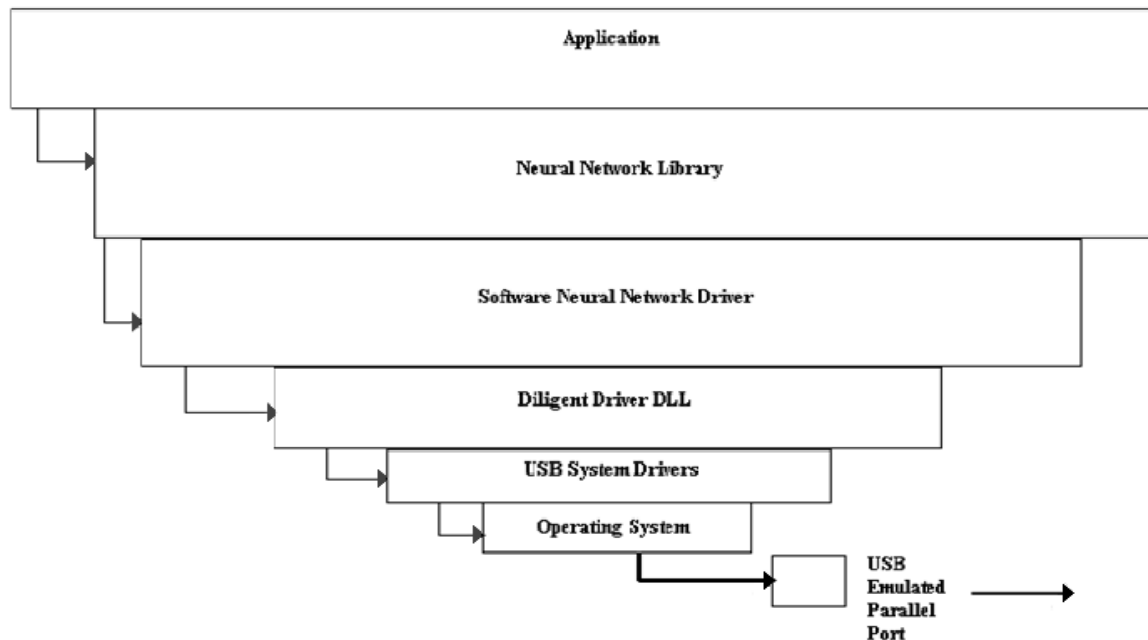 Application
Neural Network Library
Software Neural Network Driver
Diligent Driver DLL
USB System Drivers
Operating System
USB
Emulated
Parallel
Port